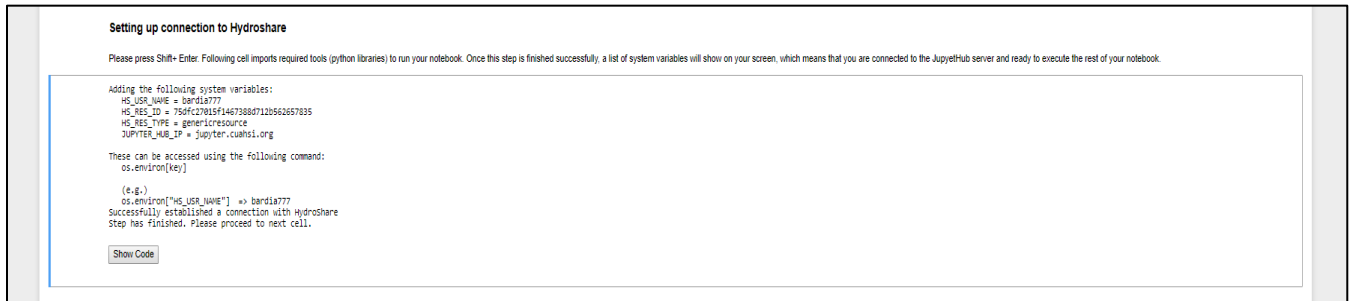 Setting up connection to Hydroshare
Please press Shift+ Enter. Following cell imports required tools (python libraries) to run your notebook. Once this step is finished successfully, a list of system variables will show on your screen, which means that you are connected to the JupyetHub server and ready to execute the rest of your notebook.
Adding the following system variables:
HS_USR_NAME = bardia777
HS_RES_ID = 75dfc27015f1467388d712b562657835
HS_RES_TYPE = genericresource
JUPYTER_HUB_IP = jupyter.cuahsi.org
These can be accessed using the following command:
os.environ[key]
(e.g.)
os.environ["HS_USR_NAME"] => bardia777
Successfully established a connection with HydroShare
Step has finished. Please proceed to next cell.
Show Code